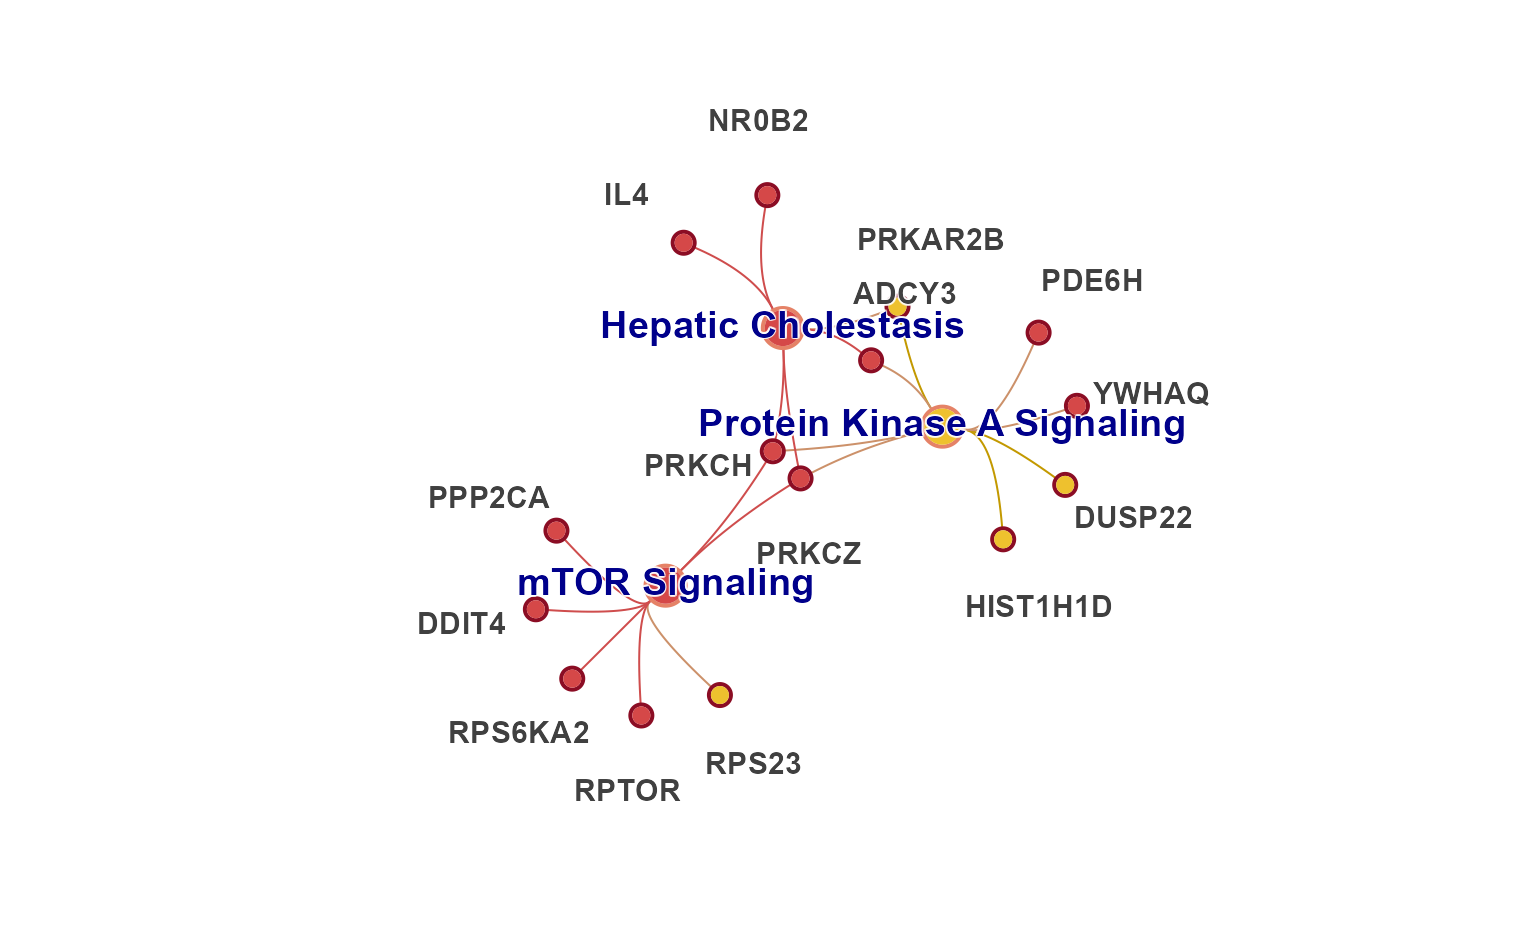 NR0B2
IL4
PRKAR2B
PDE6H
ADCY3
Hepatic Cholestasis
YWHAQ
Protein Kinase A Signaling
PRKCH
PPP2CA
DUSP22
PRKCZ
mTOR Signaling
HIST1H1D
DDIT4
RPS6KA2
RPS23
RPTOR